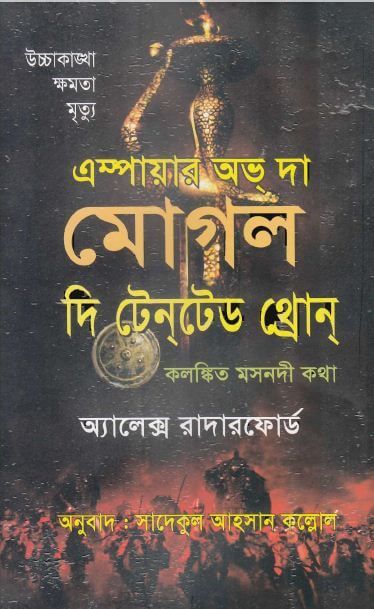 উচ্চাকাঙ্খা
ক্ষমতা
মৃত্যু
এম্পায়ার অভ্ দা
মোগল
দি টেন্টেড থ্রোন্
কলঙ্কিত মসনদী কথা
অ্যালেক্স রাদারফোর্ড
অনুবাদ : সাদেকুল আহসান কল্লোল